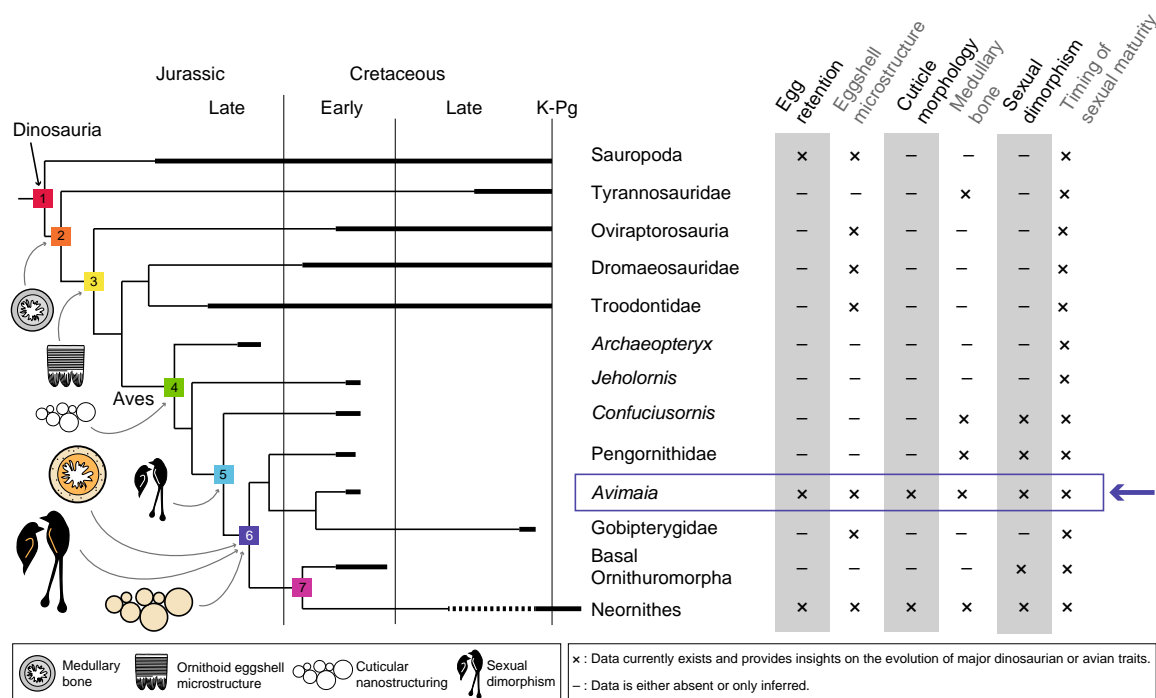 Jurassic
Cretaceous
Late
Early
Late
K-Pg
Egg
retention
Eggshell
microstructure
Cuticle
morphology
Medullary
bone
Sexual
dimorphism
Timing of
sexual maturity
Dinosauria
1
2
3
4
5
6
7
Aves
Sauropoda × × – – – ×
Tyrannosauridae – – – × – ×
Oviraptorosauria – × – – – ×
Dromaeosauridae – × – – – ×
Troodontidae – × – – – ×
Archaeopteryx – – – – – ×
Jeholornis – – – – – ×
Confuciusornis – – – × × ×
Pengornithidae – – – × × ×
Avimaia × × × × × ×
Gobipterygidae – × – – – ×
Basal
Ornithuromorpha – – – – × ×
Neornithes × × × × × ×
Medullary
bone
Ornithoid eggshell
microstructure
Cuticular
nanostructuring
Sexual
dimorphism
× : Data currently exists and provides insights on the evolution of major dinosaurian or avian traits.
– : Data is either absent or only inferred.